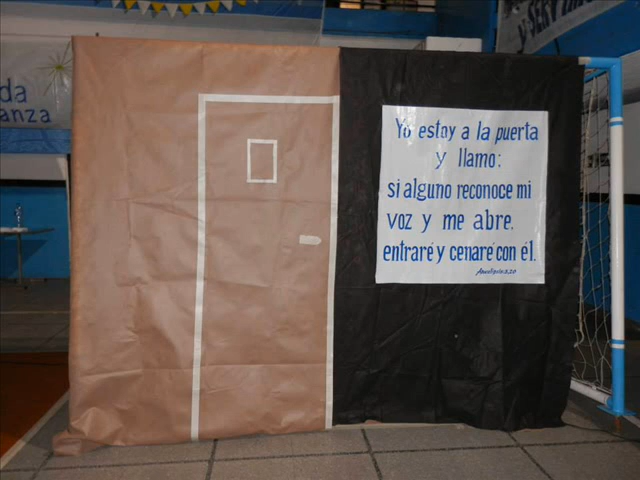 da
anza
Yo estoy a la puerta
y llamo:
si alguno reconoce mi
voz y me abre.
entraré y cenaré con él.